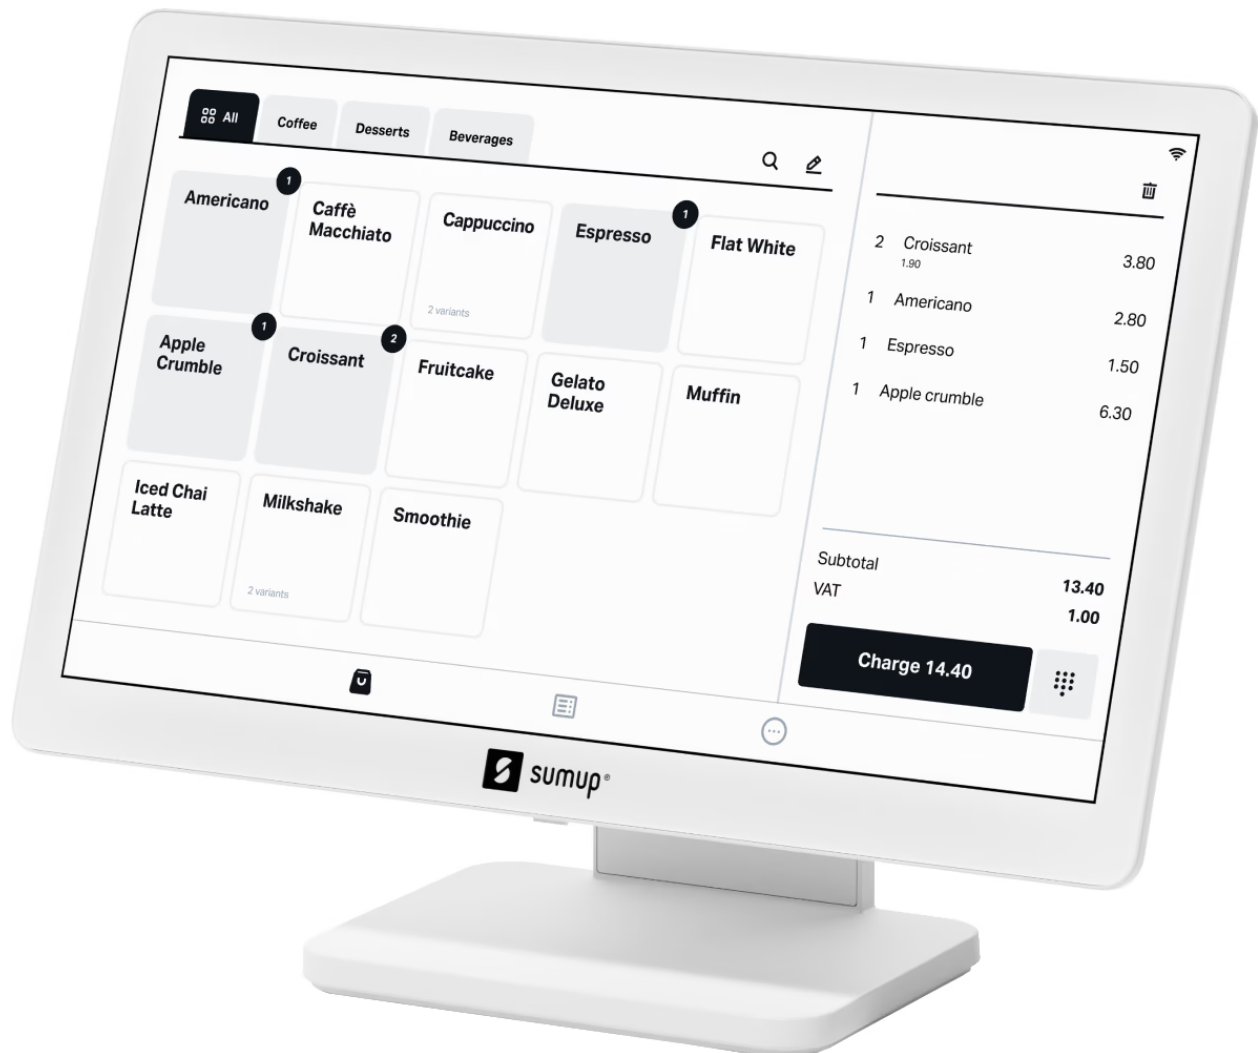 All
Coffee
Desserts
Beverages
Americano
1
Caffè
Macchiato
Cappuccino
2 variants
Espresso
1
Flat White
Apple
Crumble
1
Croissant
2
Fruitcake
Gelato
Deluxe
Muffin
Iced Chai
Latte
Milkshake
2 variants
Smoothie
2 Croissant 3.80
1.90
1 Americano 2.80
1 Espresso 1.50
1 Apple crumble 6.30
Subtotal 13.40
VAT 1.00
Charge 14.40
sumup®